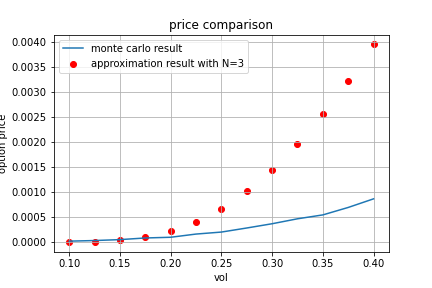 price comparison
monte carlo result
approximation result with N=3
option price
0.0040
0.0035
0.0030
0.0025
0.0020
0.0015
0.0010
0.0005
0.0000
0.10 0.15 0.20 0.25 0.30 0.35 0.40
vol